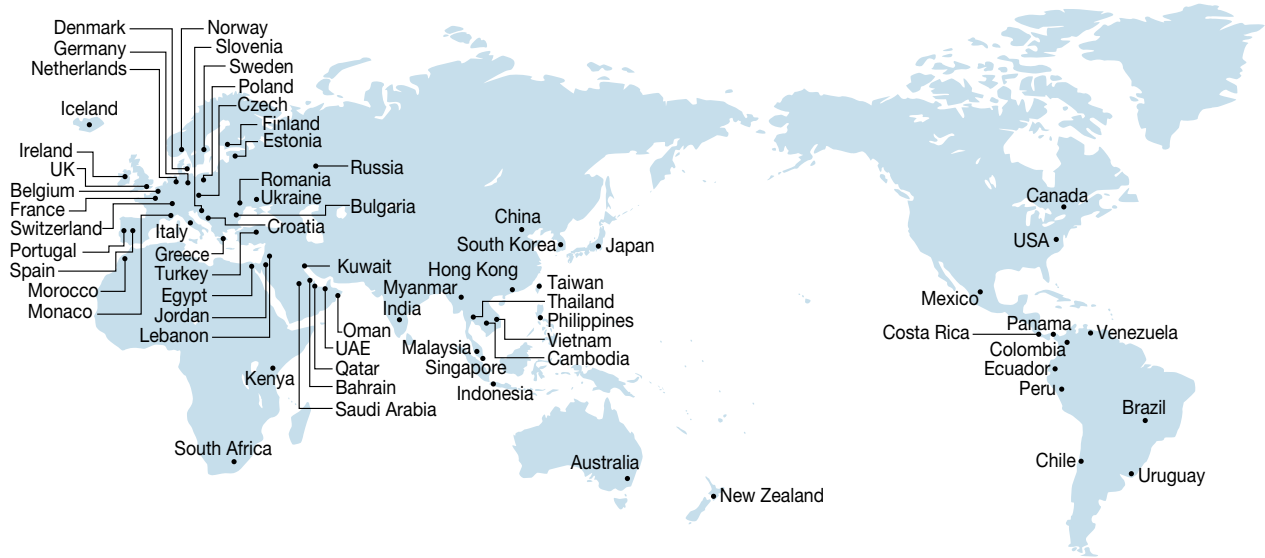 Denmark
Norway
Germany
Slovenia
Netherlands
Sweden
Poland
Iceland
Czech
Finland
Estonia
Ireland
UK
Russia
Belgium
Romania
France
Ukraine
Switzerland
Bulgaria
Italy
Croatia
Portugal
Greece
Spain
Turkey
Morocco
Egypt
Monaco
Jordan
Lebanon
Kuwait
Oman
UAE
Qatar
Bahrain
Saudi Arabia
Kenya
South Africa
China
South Korea
Japan
Hong Kong
Myanmar
India
Taiwan
Thailand
Philippines
Vietnam
Cambodia
Malaysia
Singapore
Indonesia
Australia
New Zealand
Canada
USA
Mexico
Costa Rica
Panama
Venezuela
Colombia
Ecuador
Peru
Brazil
Chile
Uruguay